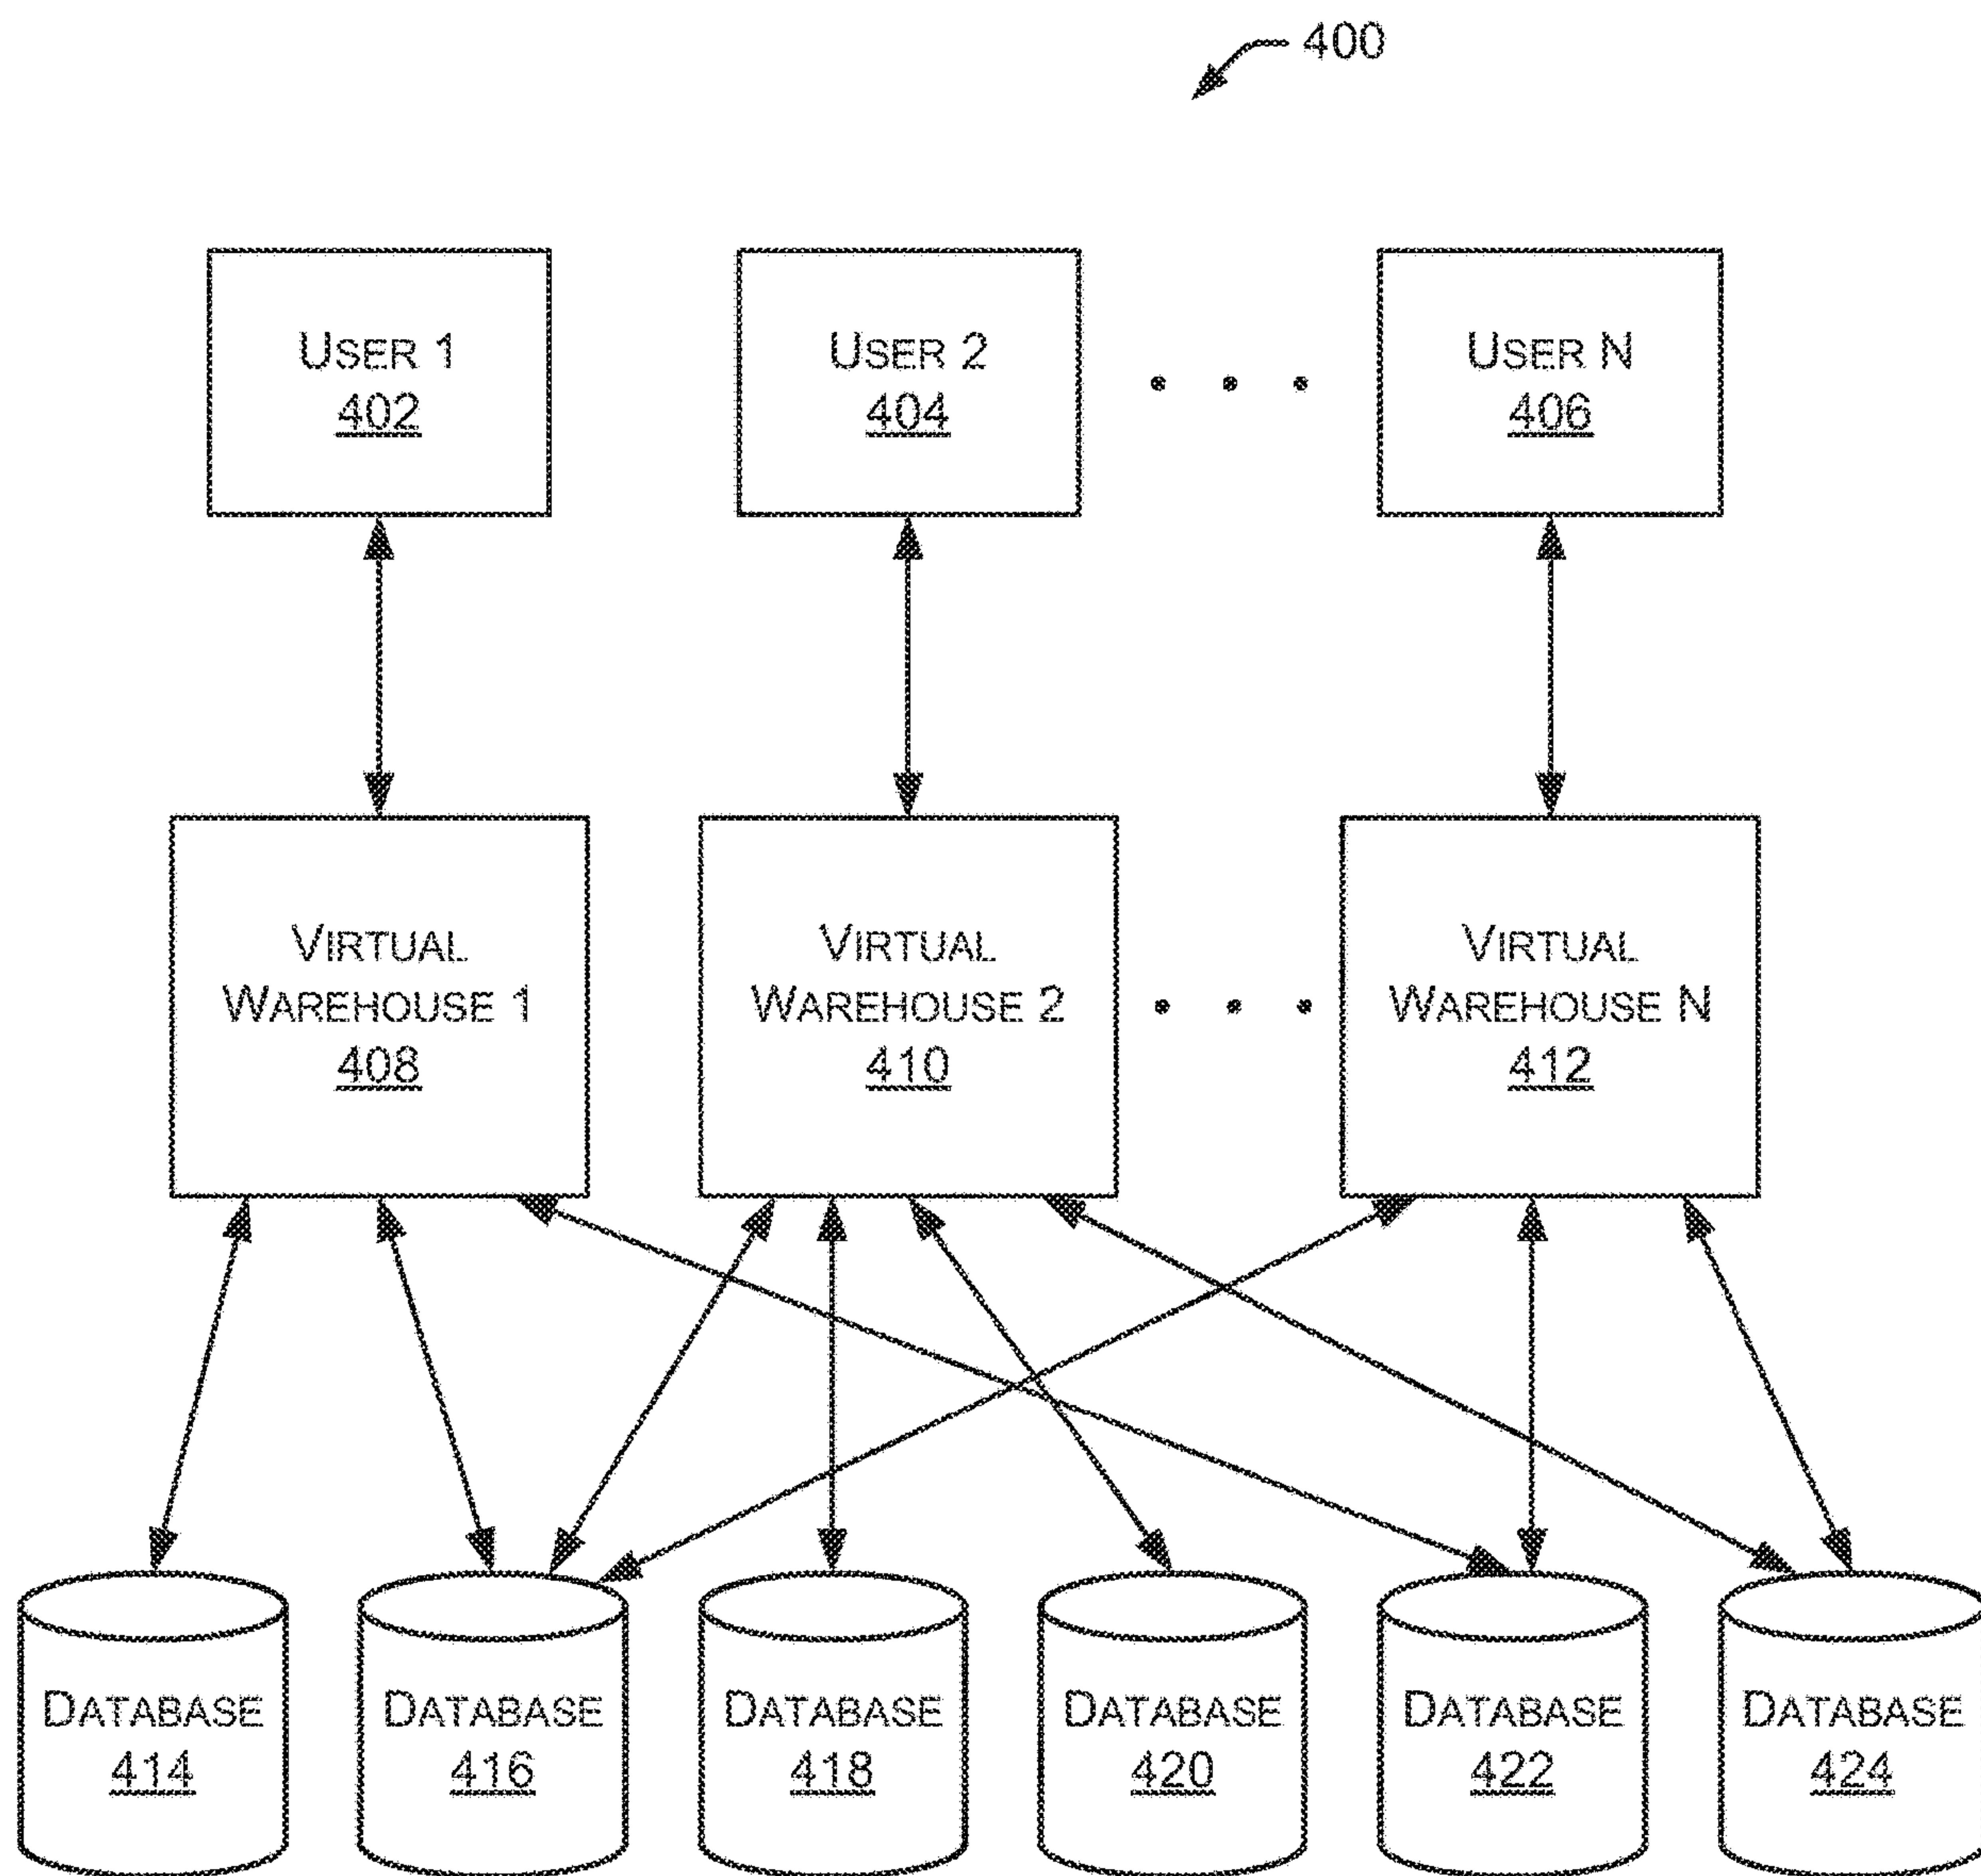 400
USER 1
402
USER 2
404
USER N
406
VIRTUAL
WAREHOUSE 1
408
VIRTUAL
WAREHOUSE 2
410
VIRTUAL
WAREHOUSE N
412
DATABASE
414
DATABASE
416
DATABASE
418
DATABASE
420
DATABASE
422
DATABASE
424